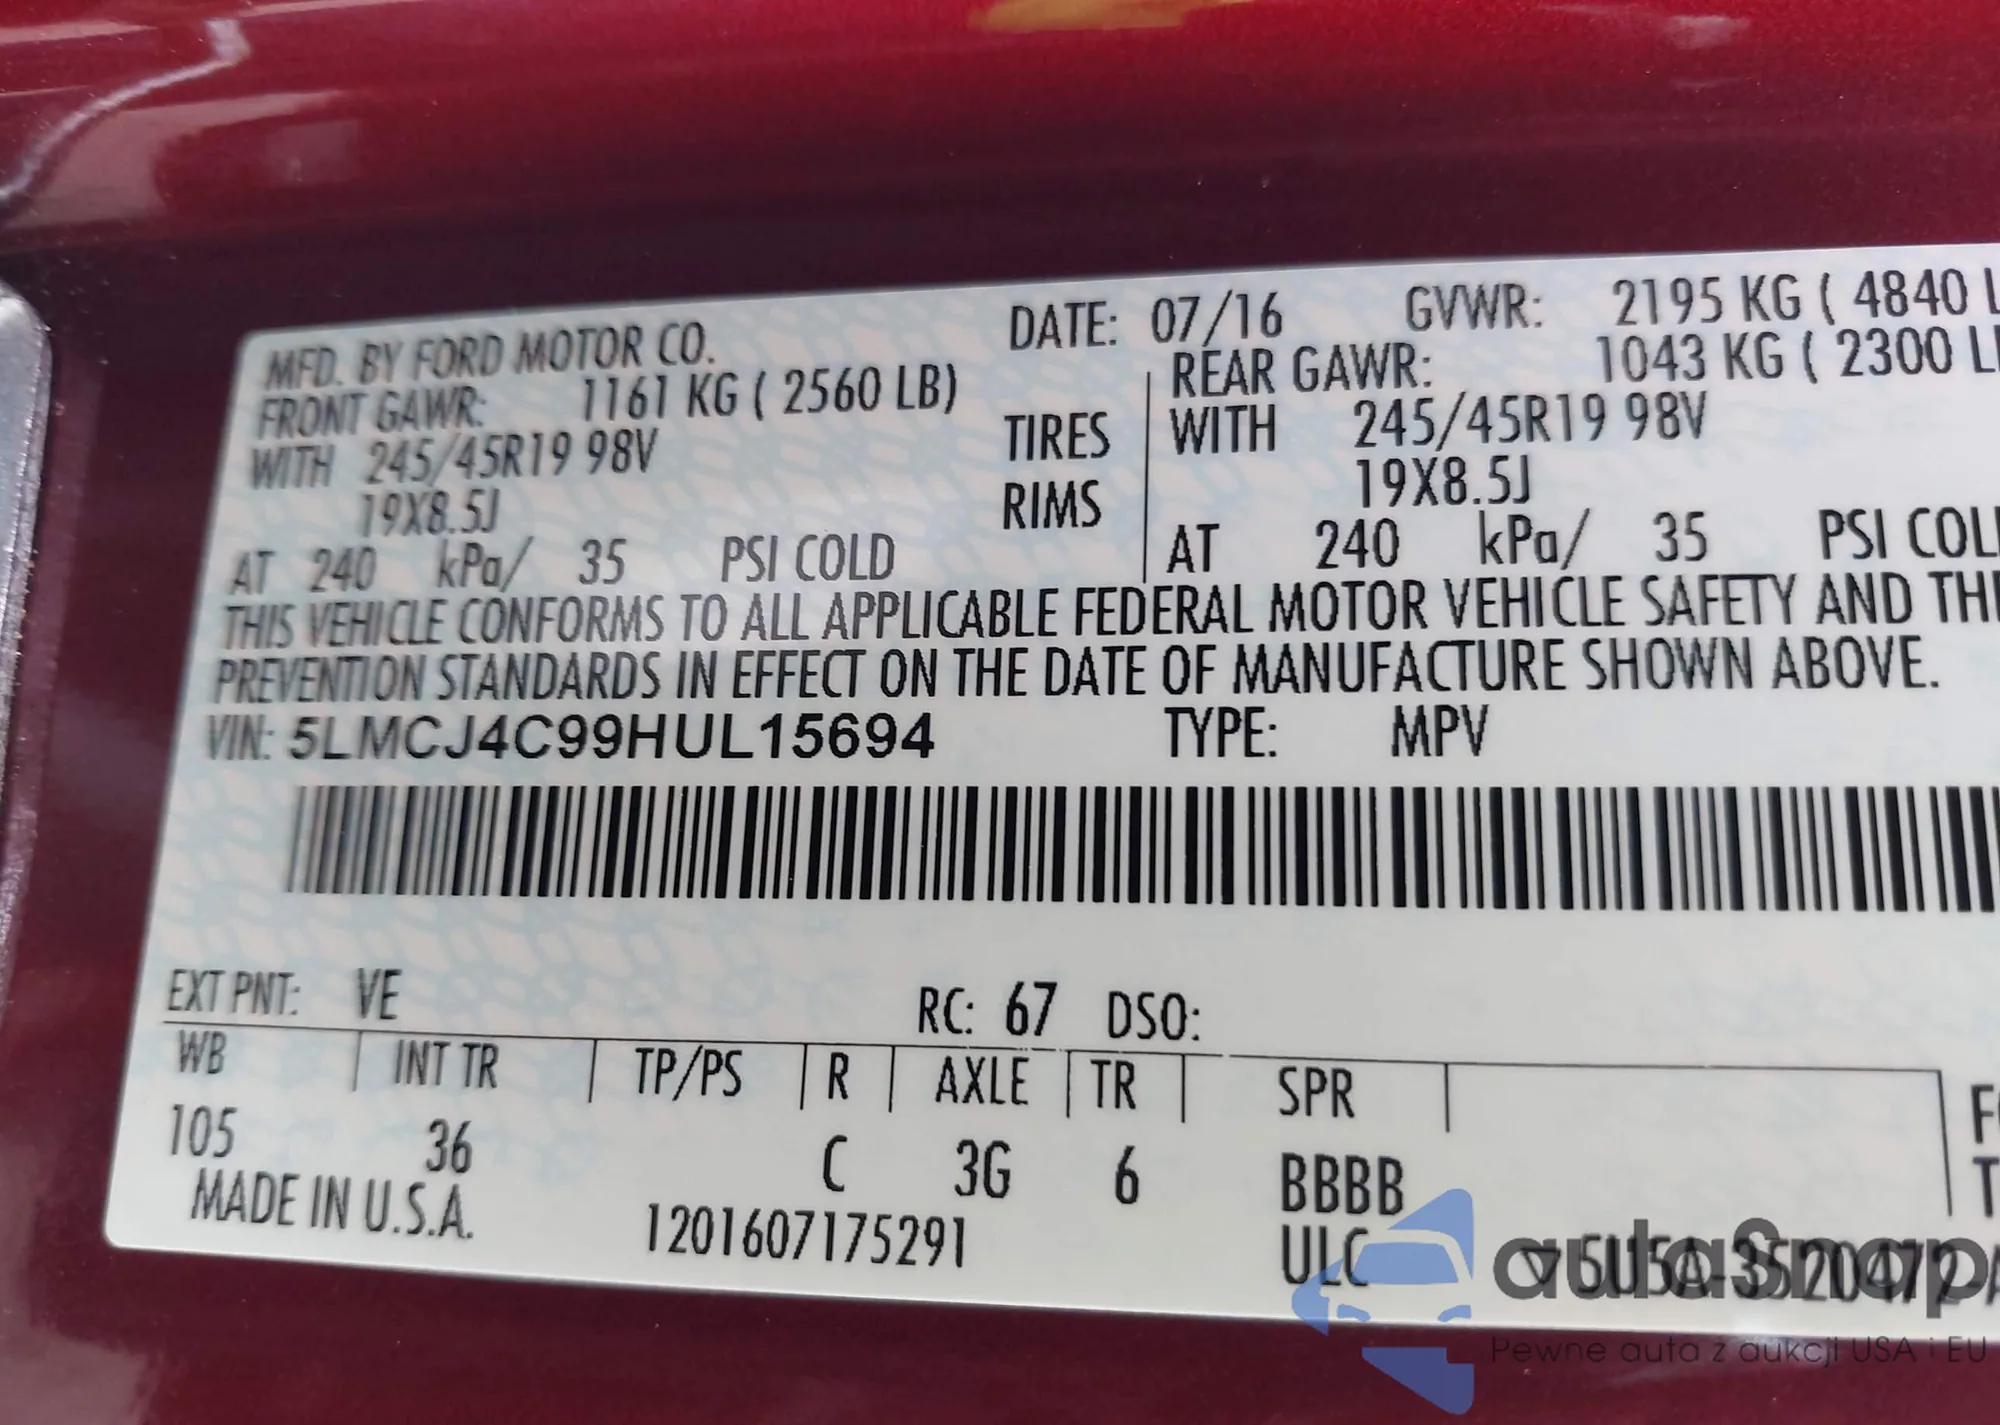 MFD. BY FORD MOTOR CO. DATE: 07/16 GVWR: 2195 KG ( 4840 L
FRONT GAWR: 1161 KG ( 2560 LB) REAR GAWR: 1043 KG ( 2300 L
WITH 245/45R19 98V TIRES WITH 245/45R19 98V
19X8.5J RIMS 19X8.5J
AT 240 kPa/ 35 PSI COLD AT 240 kPa/ 35 PSI COL
THIS VEHICLE CONFORMS TO ALL APPLICABLE FEDERAL MOTOR VEHICLE SAFETY AND TH
PREVENTION STANDARDS IN EFFECT ON THE DATE OF MANUFACTURE SHOWN ABOVE.
VIN: 5LMCJ4C99HUL15694 TYPE: MPV
EXT PNT: VE RC: 67 DSO:
WB INT TR TP/PS R AXLE TR SPR
105 36 C 3G 6 BBBB
MADE IN U.S.A. 1201607175291 ULC
autaSnap
Pewne auta z aukcji USA i EU